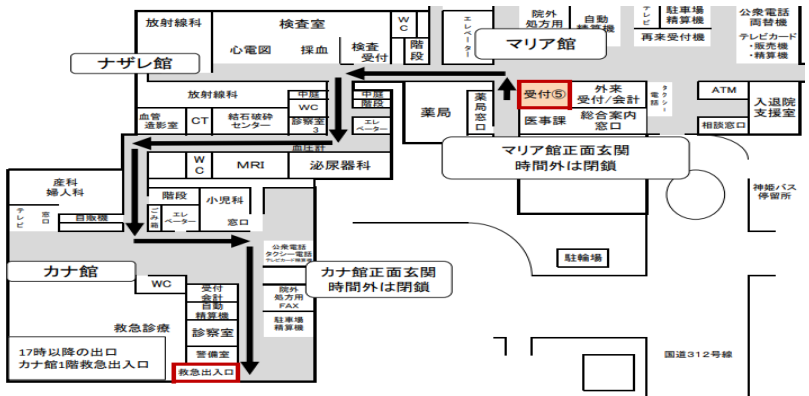 放射線科
検査室
心電図
採血
検査
受付
WC
階段
エレベーター
院外
処方用
自動
精算機
テレビ
駐車場
精算機
再来受付機
公衆電話
両替機
テレビカード
・販売機
・精算機
ナザレ館
マリア館
放射線科
中庭
WC
階段
血管
造影室
CT
結石破砕
センター
診察室
3
エレベーター
血圧計
薬局
薬局窓口
受付⑤
外来
受付/会計
医事課
総合案内
窓口
タクシー
電話
ATM
相談窓口
入退院
支援室
マリア館正面玄関
時間外は閉鎖
WC
MRI
泌尿器科
産科
婦人科
テレビ
窓口
自販機
階段
ごみ箱
エレベーター
小児科
窓口
神姫バス
停留所
公衆電話
タクシー電話
カナ館
カナ館正面玄関
時間外は閉鎖
駐輪場
WC
受付
会計
自動
精算機
院外
処方用
FAX
駐車場
精算機
救急診療
診察室
警備室
17時以降の出口
カナ館1階救急出入口
救急出入口
国道312号線